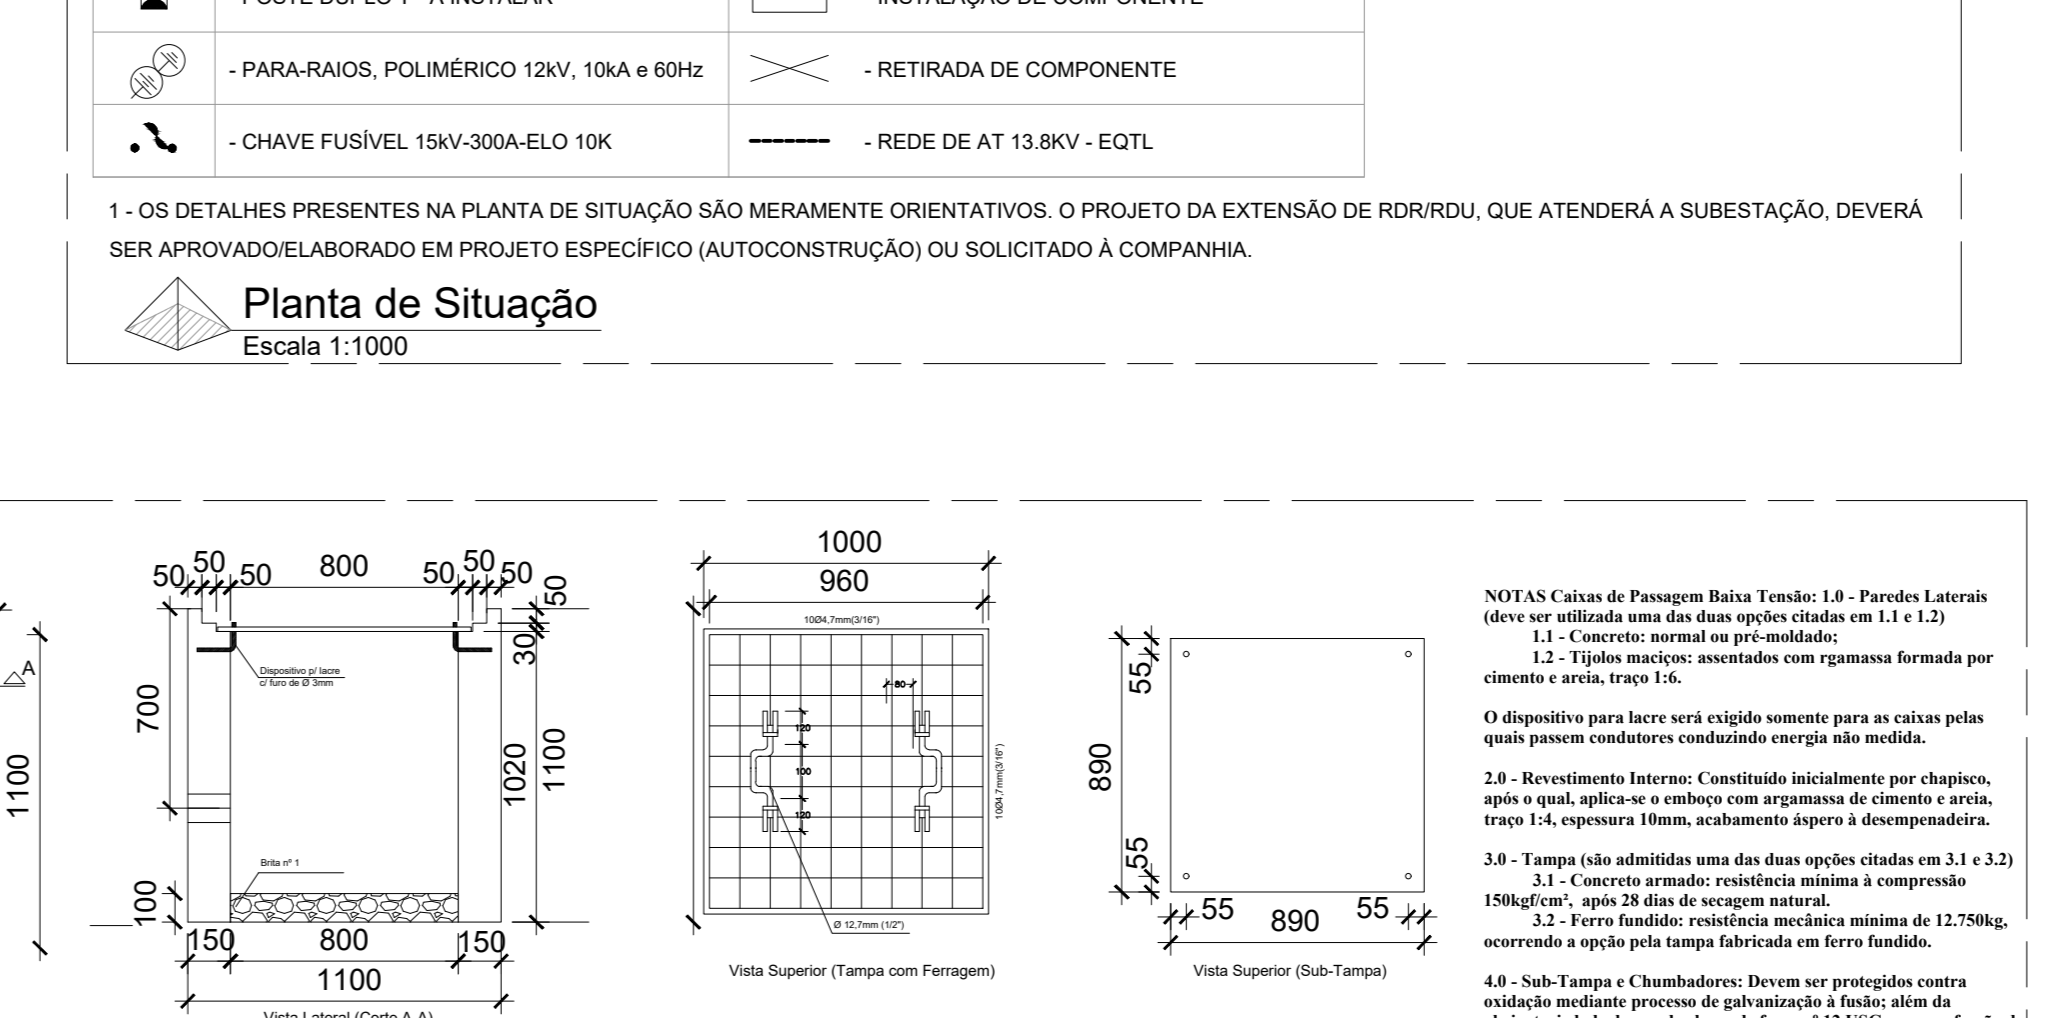 - PARA-RAIOS, POLIMÉRICO 12kV, 10kA e 60Hz
- RETIRADA DE COMPONENTE
- CHAVE FUSÍVEL 15kV-300A-ELO 10K
- REDE DE AT 13.8KV - EQTL
1 - OS DETALHES PRESENTES NA PLANTA DE SITUAÇÃO SÃO MERAMENTE ORIENTATIVOS. O PROJETO DA EXTENSÃO DE RDR/RDU, QUE ATENDERÁ A SUBESTAÇÃO, DEVERÁ
SER APROVADO/ELABORADO EM PROJETO ESPECÍFICO (AUTOCONSTRUÇÃO) OU SOLICITADO À COMPANHIA.
Planta de Situação
Escala 1:1000
A
1100
50 50 50 800 50 50 50
50
30
Dispositivo p/ lacre
c/ furo de Ø 3mm
700
1020
1100
Brita nº 1
100
150 800 150
1100
Vista Lateral (Corte A-A)
1000
960
10Ø4,7mm(3/16")
80
120
100
120
10Ø4,7mm(3/16")
Ø 12,7mm (1/2")
Vista Superior (Tampa com Ferragem)
55
890
55
55 890 55
Vista Superior (Sub-Tampa)
NOTAS Caixas de Passagem Baixa Tensão: 1.0 - Paredes Laterais
(deve ser utilizada uma das duas opções citadas em 1.1 e 1.2)
1.1 - Concreto: normal ou pré-moldado;
1.2 - Tijolos maciços: assentados com rgamassa formada por
cimento e areia, traço 1:6.
O dispositivo para lacre será exigido somente para as caixas pelas
quais passem condutores conduzindo energia não medida.
2.0 - Revestimento Interno: Constituído inicialmente por chapisco,
após o qual, aplica-se o emboço com argamassa de cimento e areia,
traço 1:4, espessura 10mm, acabamento áspero à desempenadeira.
3.0 - Tampa (são admitidas uma das duas opções citadas em 3.1 e 3.2)
3.1 - Concreto armado: resistência mínima à compressão
150kgf/cm², após 28 dias de secagem natural.
3.2 - Ferro fundido: resistência mecânica mínima de 12.750kg,
ocorrendo a opção pela tampa fabricada em ferro fundido.
4.0 - Sub-Tampa e Chumbadores: Devem ser protegidos contra
oxidação mediante processo de galvanização à fusão; além da